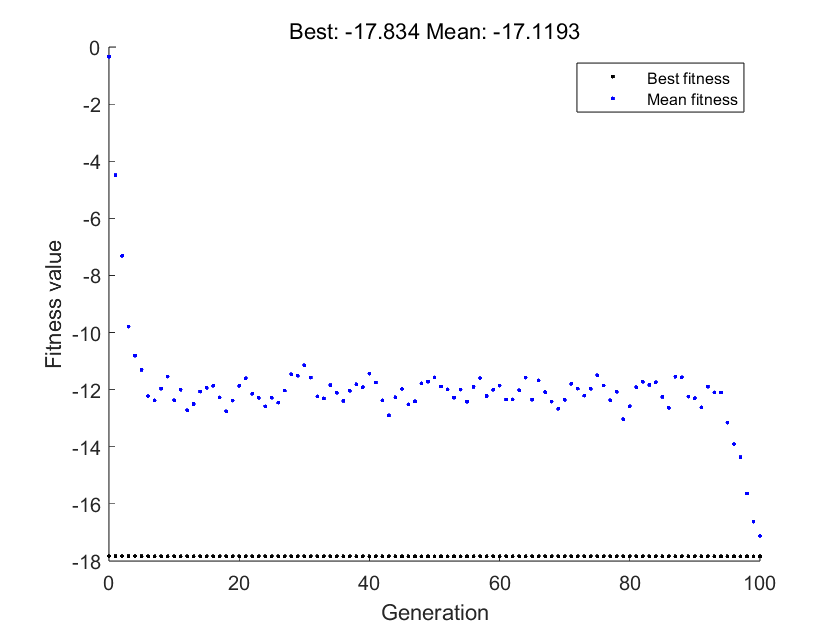 Best: -17.834 Mean: -17.1193
Best fitness
Mean fitness
0
-2
-4
-6
-8
-10
-12
-14
-16
-18
Fitness value
0 20 40 60 80 100
Generation